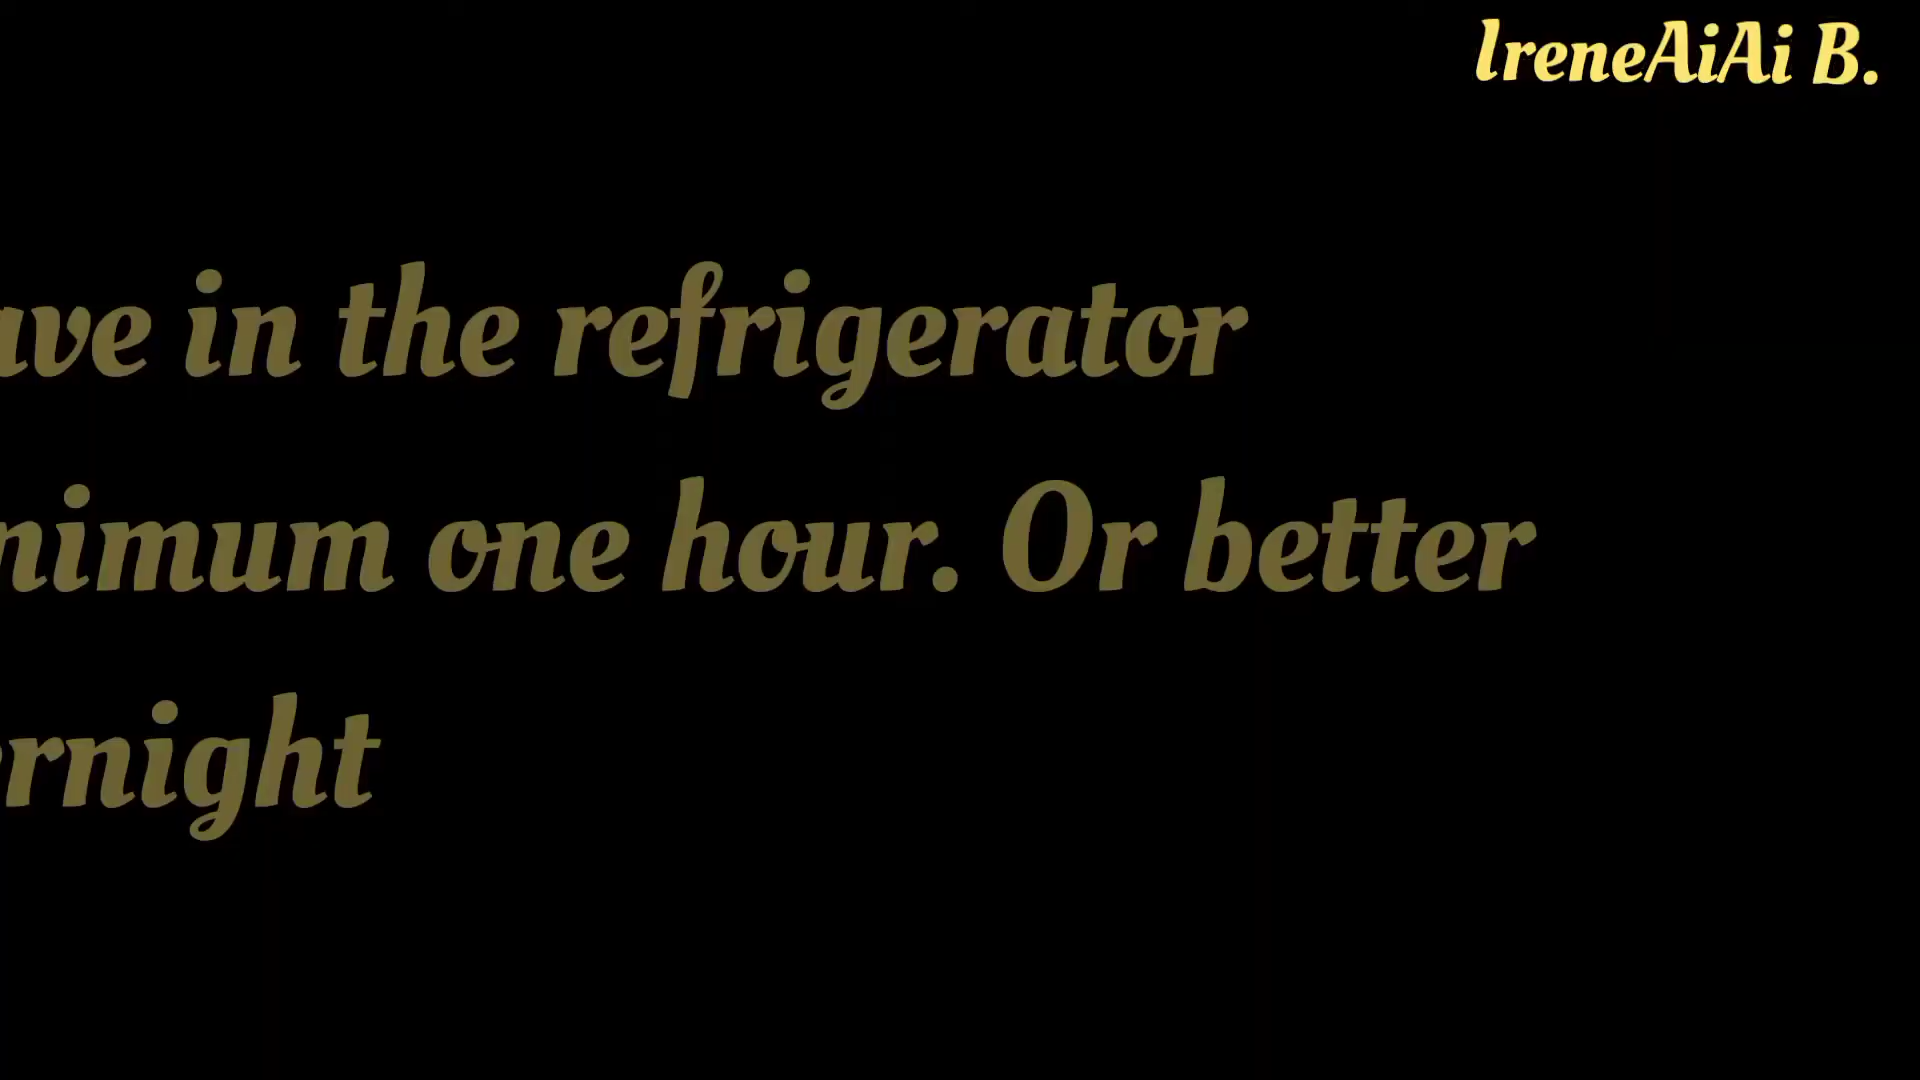 IreneAiAi B.
ave in the refrigerator
nimum one hour. Or better
rnight